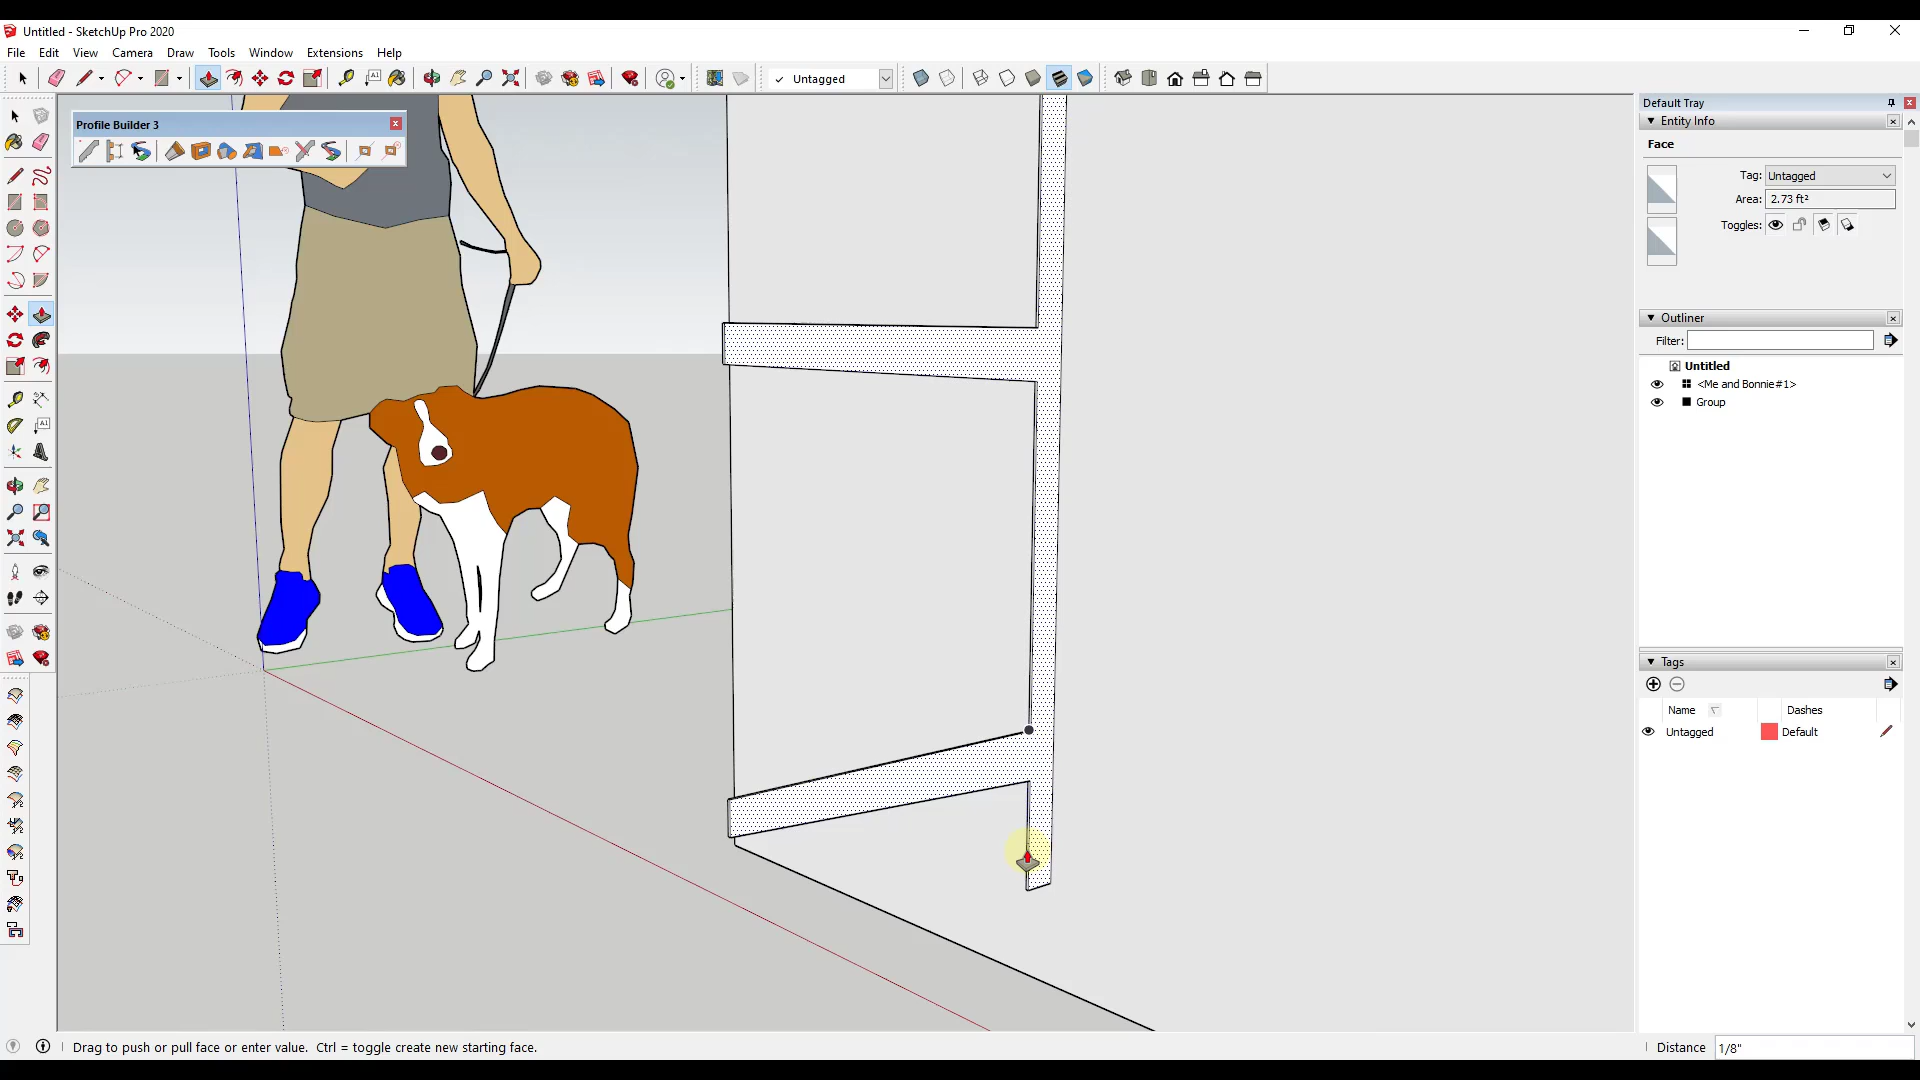 Untitled - SketchUp Pro 2020
File Edit View Camera Draw Tools Window Extensions Help
A1
Untagged
Profile Builder 3
Default Tray
Entity Info
Face
Tag: Untagged
Area: 2.73 ft²
Toggles:
Outliner
Filter:
Untitled
<Me and Bonnie#1>
Group
A1
Tags
Name Dashes
Untagged Default
Drag to push or pull face or enter value. Ctrl = toggle create new starting face.
Distance 1/8"